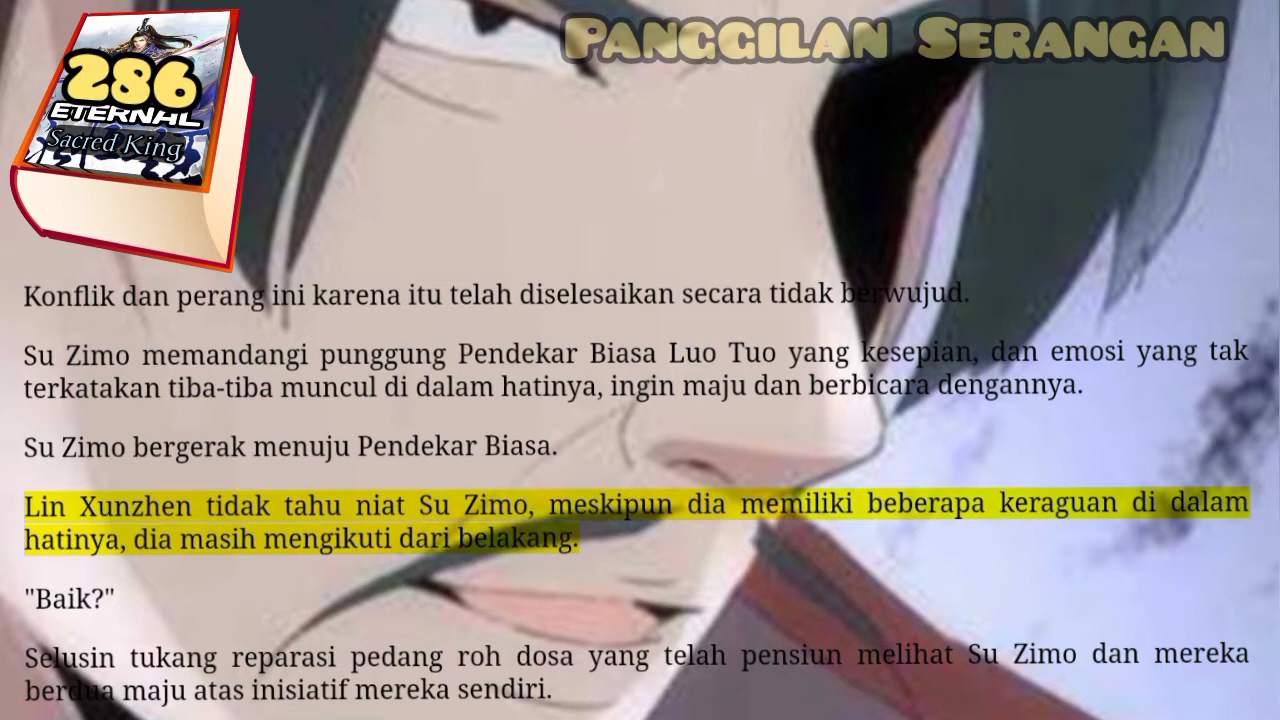 PANGGILAN SERANGAN
286
ETERNAL
Sacred King
Konflik dan perang ini karena itu telah diselesaikan secara tidak berwujud.
Su Zimo memandangi punggung Pendekar Biasa Luo Tuo yang kesepian, dan emosi yang tak
terkatakan tiba-tiba muncul di dalam hatinya, ingin maju dan berbicara dengannya.
Su Zimo bergerak menuju Pendekar Biasa.
Lin Xunzhen tidak tahu niat Su Zimo, meskipun dia memiliki beberapa keraguan di dalam
hatinya, dia masih mengikuti dari belakang.
"Baik?"
Selusin tukang reparasi pedang roh dosa yang telah pensiun melihat Su Zimo dan mereka
berdua maju atas inisiatif mereka sendiri.